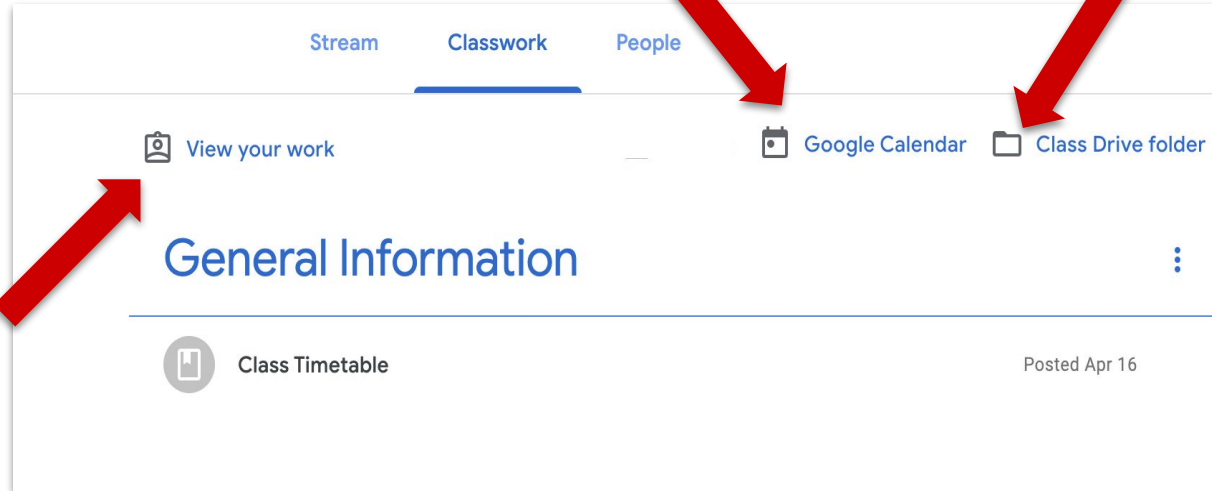 Stream Classwork People
View your work Google Calendar Class Drive folder
General Information
Class Timetable Posted Apr 16